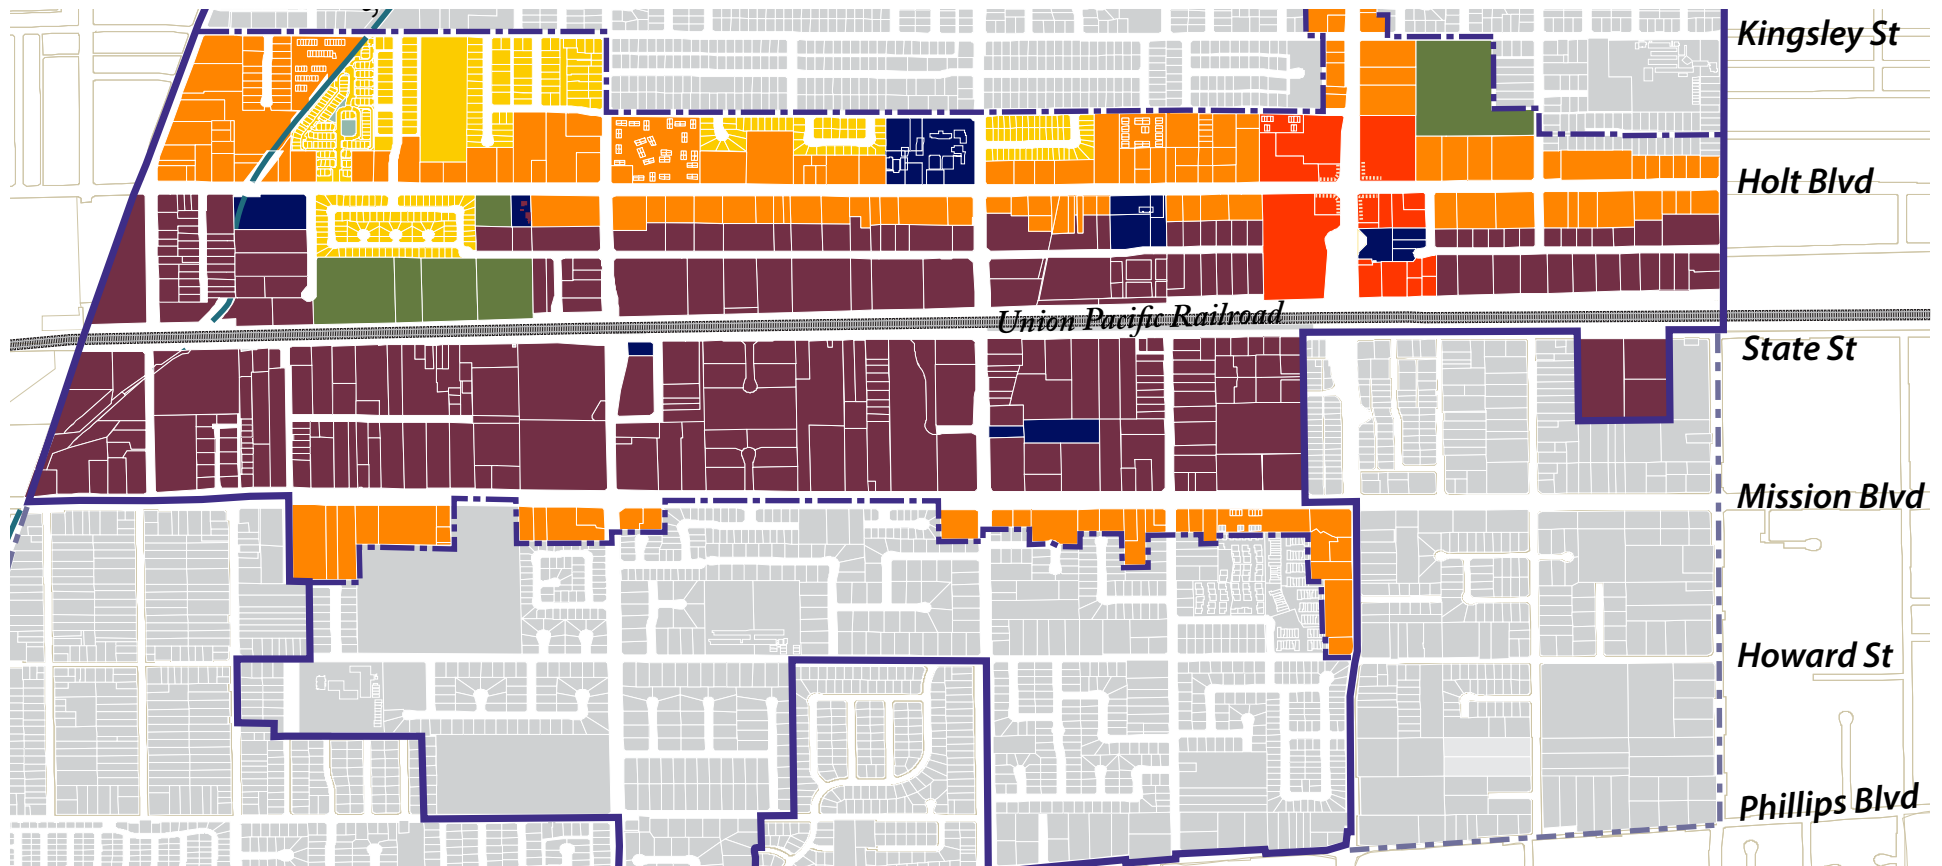 Kingsley St
Holt Blvd
Union Pacific Railroad
State St
Mission Blvd
Howard St
Phillips Blvd